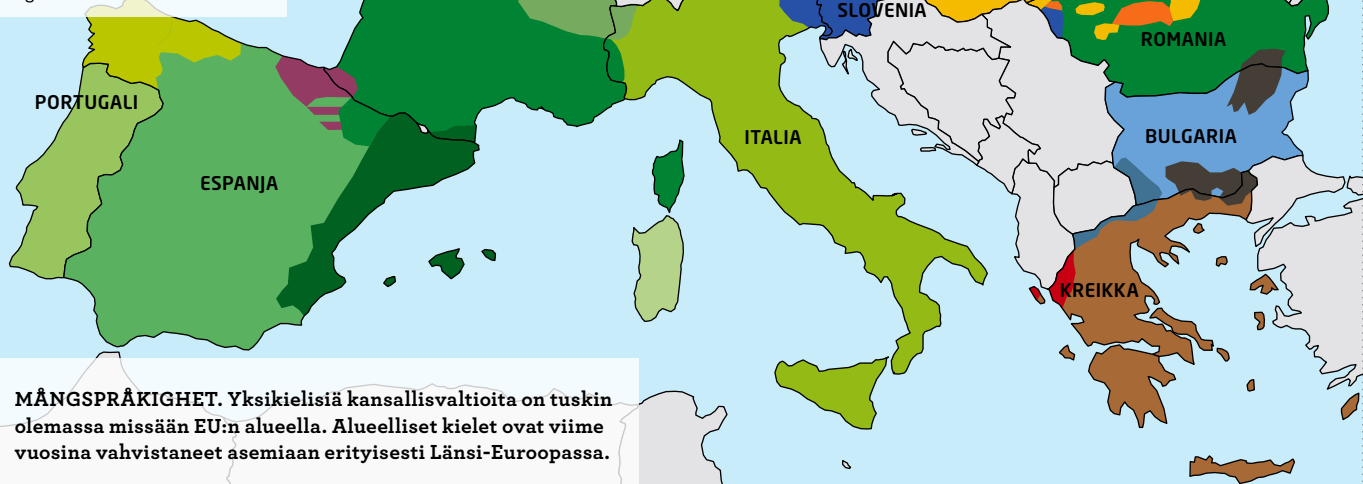 SLOVENIA
ROMANIA
PORTUGALI
ITALIA
BULGARIA
ESPANJA
KREIKKA
MÅNGSPRÅKIGHET. Yksikielisiä kansallisvaltioita on tuskin
olemassa missään EU:n alueella. Alueelliset kielet ovat viime
vuosina vahvistaneet asemiaan erityisesti Länsi-Euroopassa.